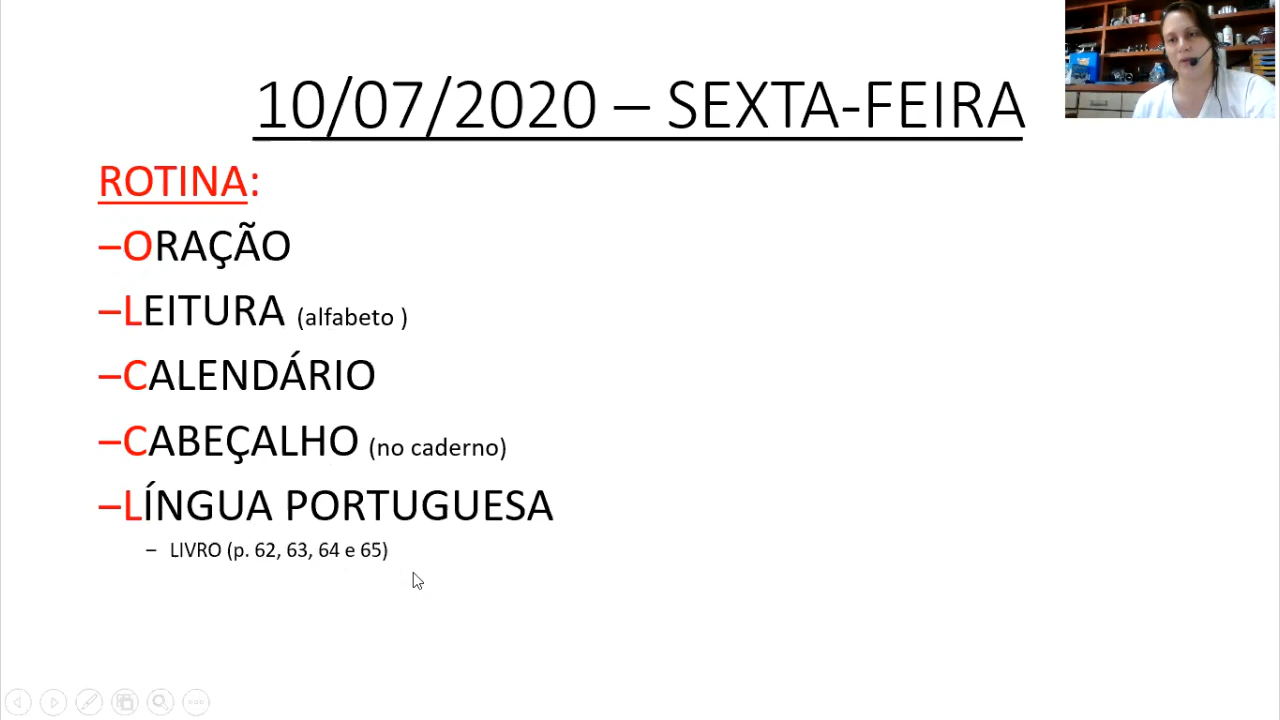 10/07/2020 – SEXTA-FEIRA
ROTINA:
–ORAÇÃO
–LEITURA (alfabeto )
–CALENDÁRIO
–CABEÇALHO (no caderno)
–LÍNGUA PORTUGUESA
– LIVRO (p. 62, 63, 64 e 65)